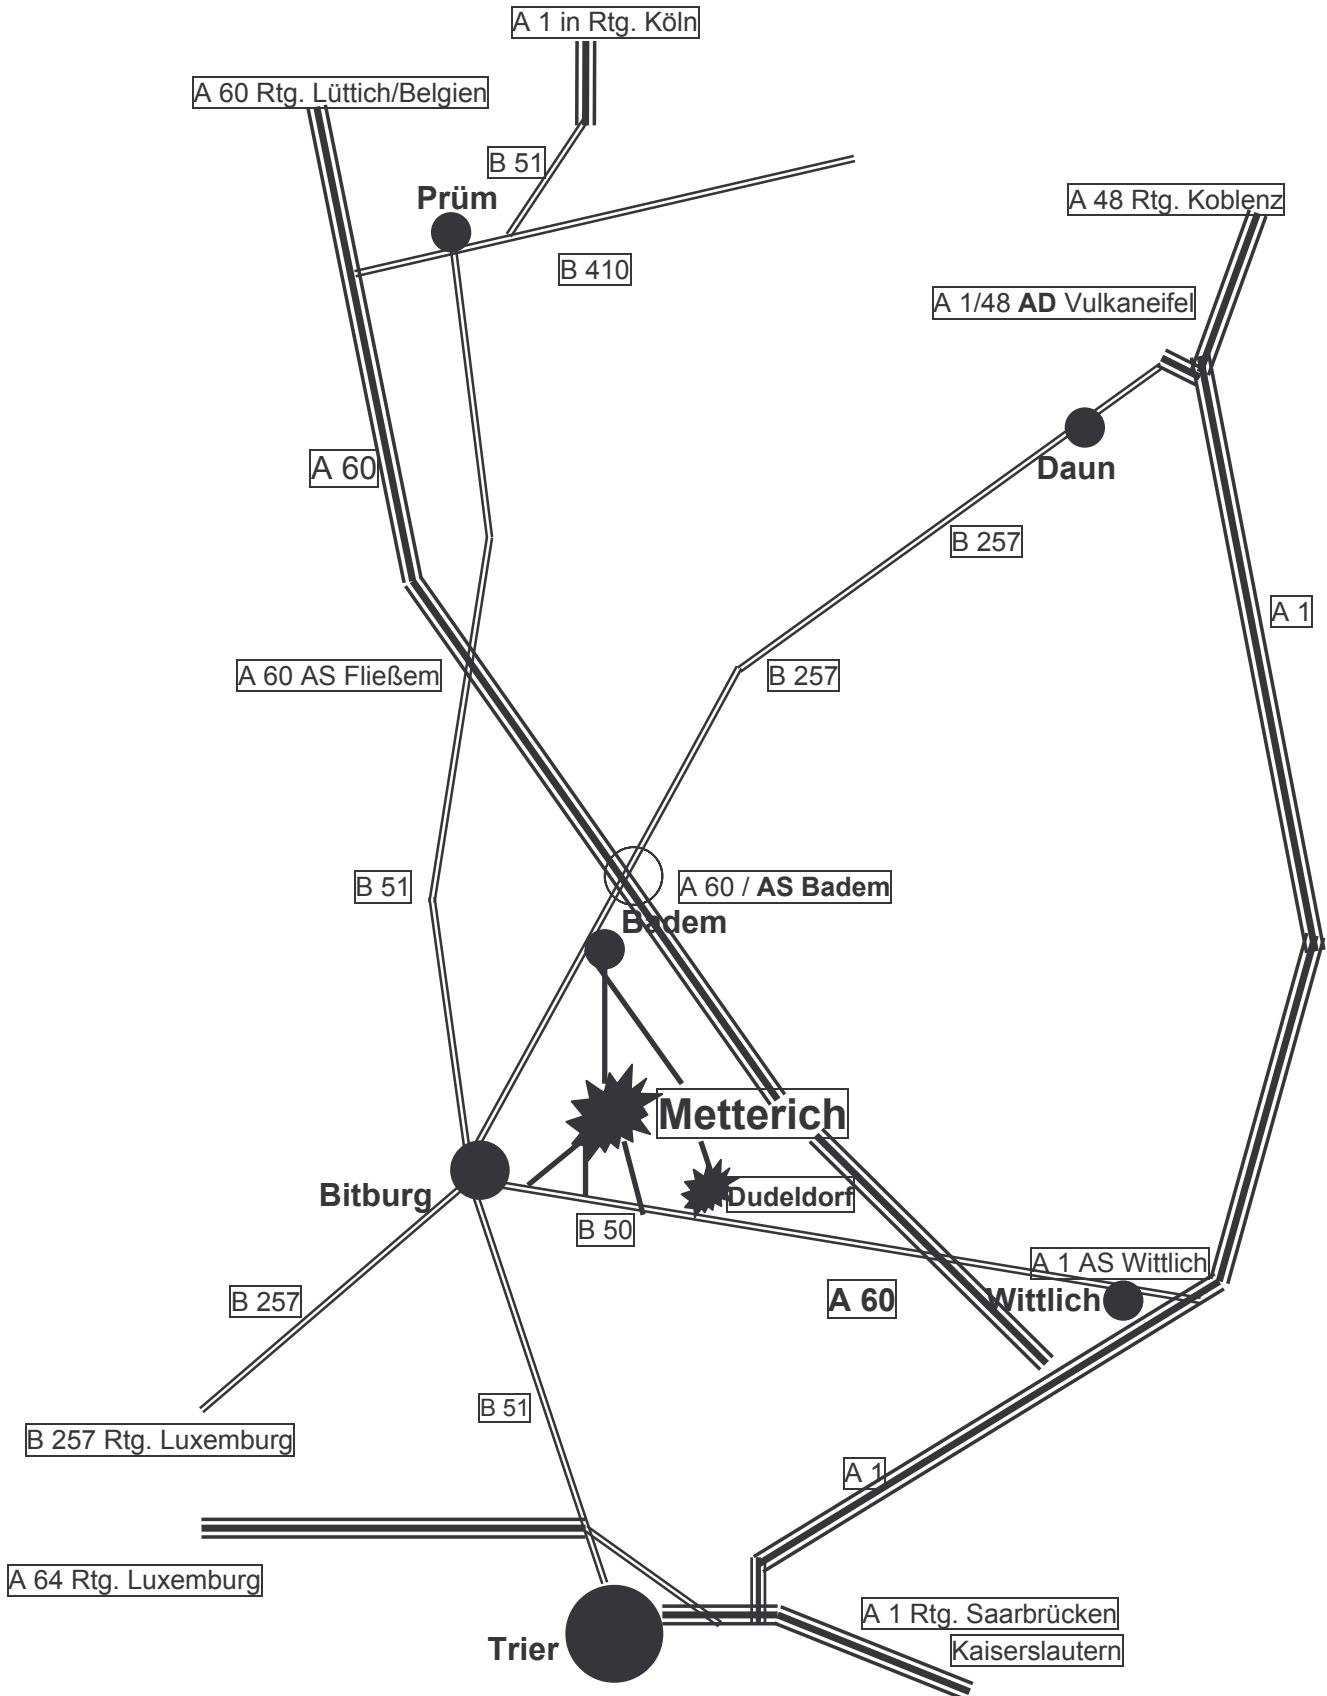 A 1 in Rtg. Köln
A 60 Rtg. Lüttich/Belgien
B 51
Prüm
A 48 Rtg. Koblenz
B 410
A 1/48 AD Vulkaneifel
A 60
Daun
B 257
A 1
A 60 AS Fließem
B 257
B 51
A 60 / AS Badem
Badem
Metterich
Bitburg
Dudeldorf
B 50
A 1 AS Wittlich
B 257
A 60
Wittlich
B 51
B 257 Rtg. Luxemburg
A 1
A 64 Rtg. Luxemburg
A 1 Rtg. Saarbrücken
Trier
Kaiserslautern